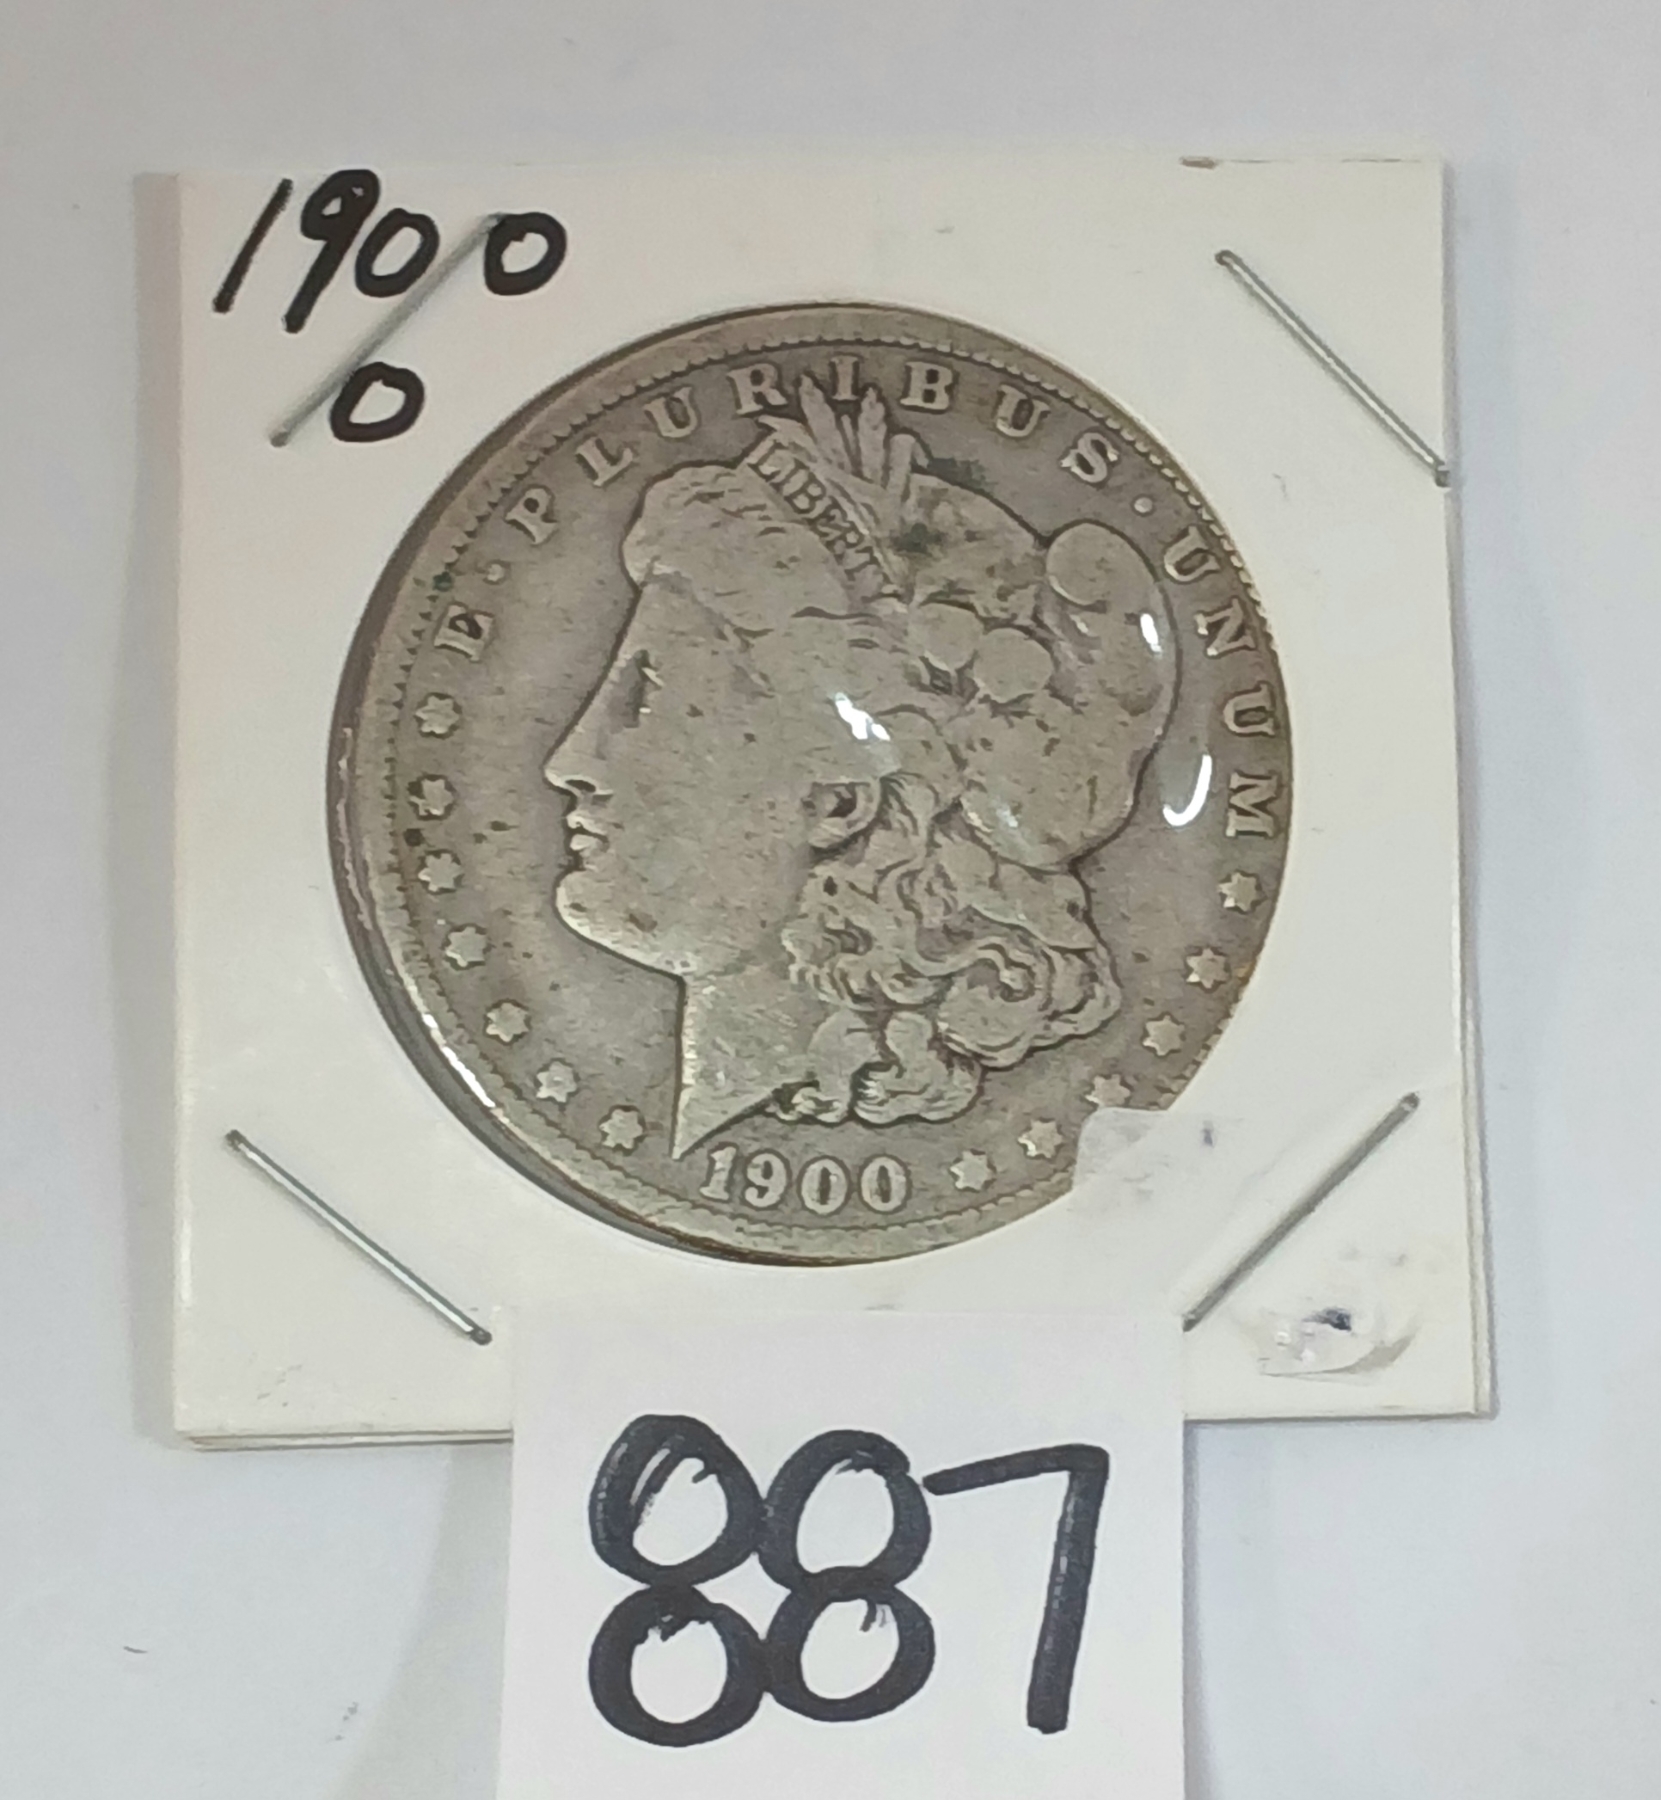 1900
O
E · PLURIBUS · UNUM
LIBERTY
1900
887